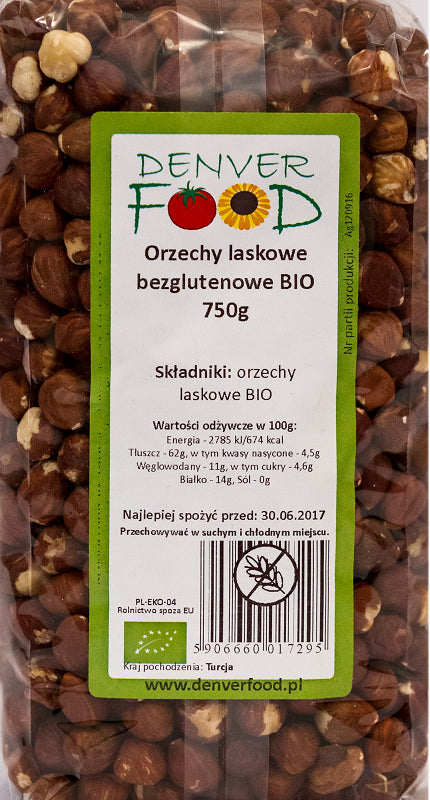 DENVER
FOOD
Orzechy laskowe
bezglutenowe BIO
750g
Składniki: orzechy
laskowe BIO
Wartości odżywcze w 100g:
Energia - 2785 kJ/674 kcal
Tłuszcz - 62g, w tym kwasy nasycone - 4,5g
Węglowodany - 11g, w tym cukry - 4,6g
Białko - 14g, Sól - 0g
Najlepiej spożyć przed: 30.06.2017
Przechowywać w suchym i chłodnym miejscu.
PL-EKO-04
Rolnictwo spoza EU
5906660017295
Kraj pochodzenia: Turcja
www.denverfood.pl
Nr partii produkcji: Ag120916